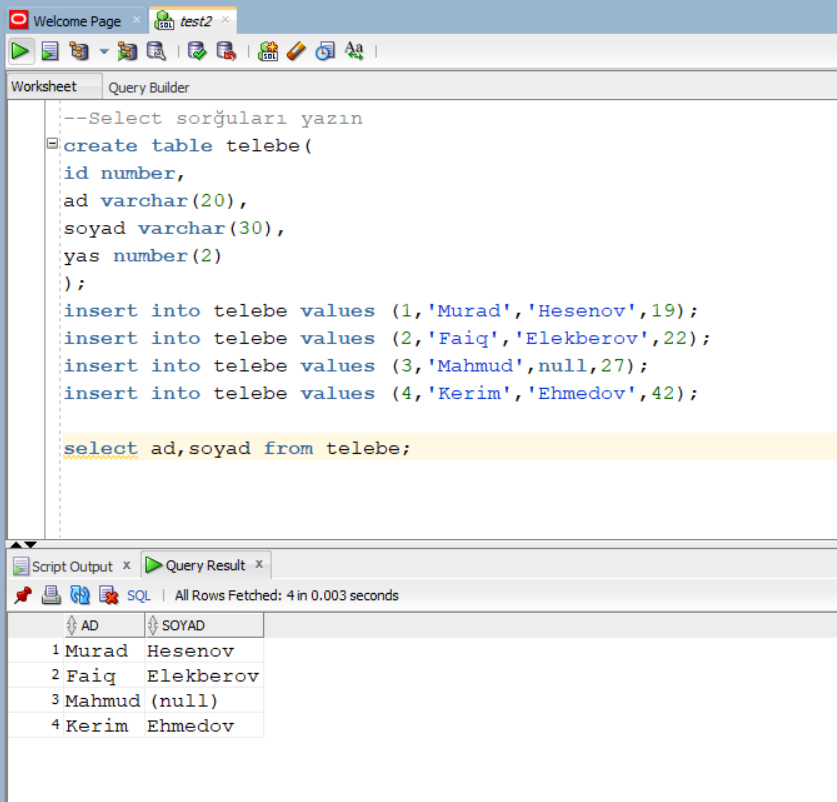 Welcome Page × test2 ×
Worksheet Query Builder
--Select sorğuları yazın
create table telebe(
id number,
ad varchar(20),
soyad varchar(30),
yas number(2)
);
insert into telebe values (1,'Murad','Hesenov',19);
insert into telebe values (2,'Faiq','Elekberov',22);
insert into telebe values (3,'Mahmud',null,27);
insert into telebe values (4,'Kerim','Ehmedov',42);
select ad,soyad from telebe;
Script Output × Query Result ×
SQL | All Rows Fetched: 4 in 0.003 seconds
AD SOYAD
1 Murad Hesenov
2 Faiq Elekberov
3 Mahmud (null)
4 Kerim Ehmedov